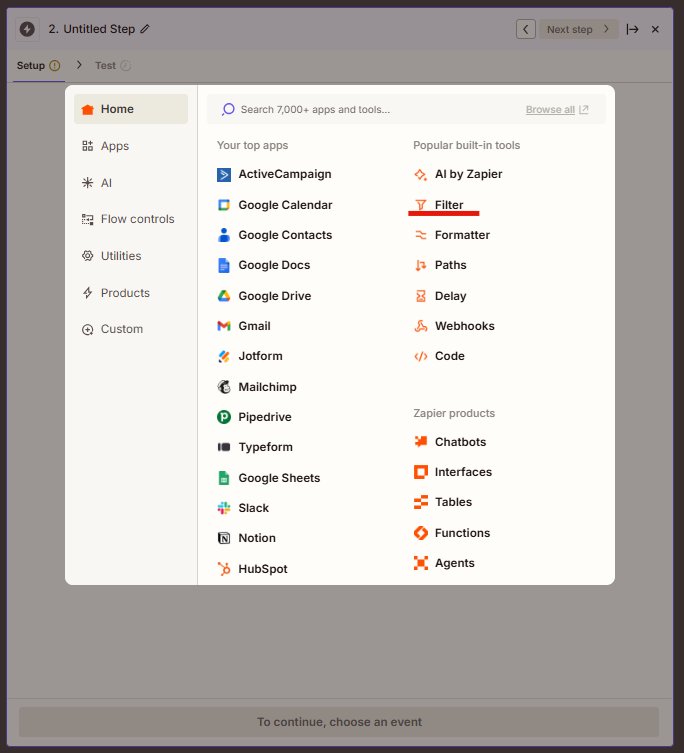 2. Untitled Step
Next step
Setup
Test
Home
Apps
AI
Flow controls
Utilities
Products
Custom
Search 7,000+ apps and tools...
Browse all
Your top apps
ActiveCampaign
Google Calendar
Google Contacts
Google Docs
Google Drive
Gmail
Jotform
Mailchimp
Pipedrive
Typeform
Google Sheets
Slack
Notion
HubSpot
Popular built-in tools
AI by Zapier
Filter
Formatter
Paths
Delay
Webhooks
Code
Zapier products
Chatbots
Interfaces
Tables
Functions
Agents
To continue, choose an event